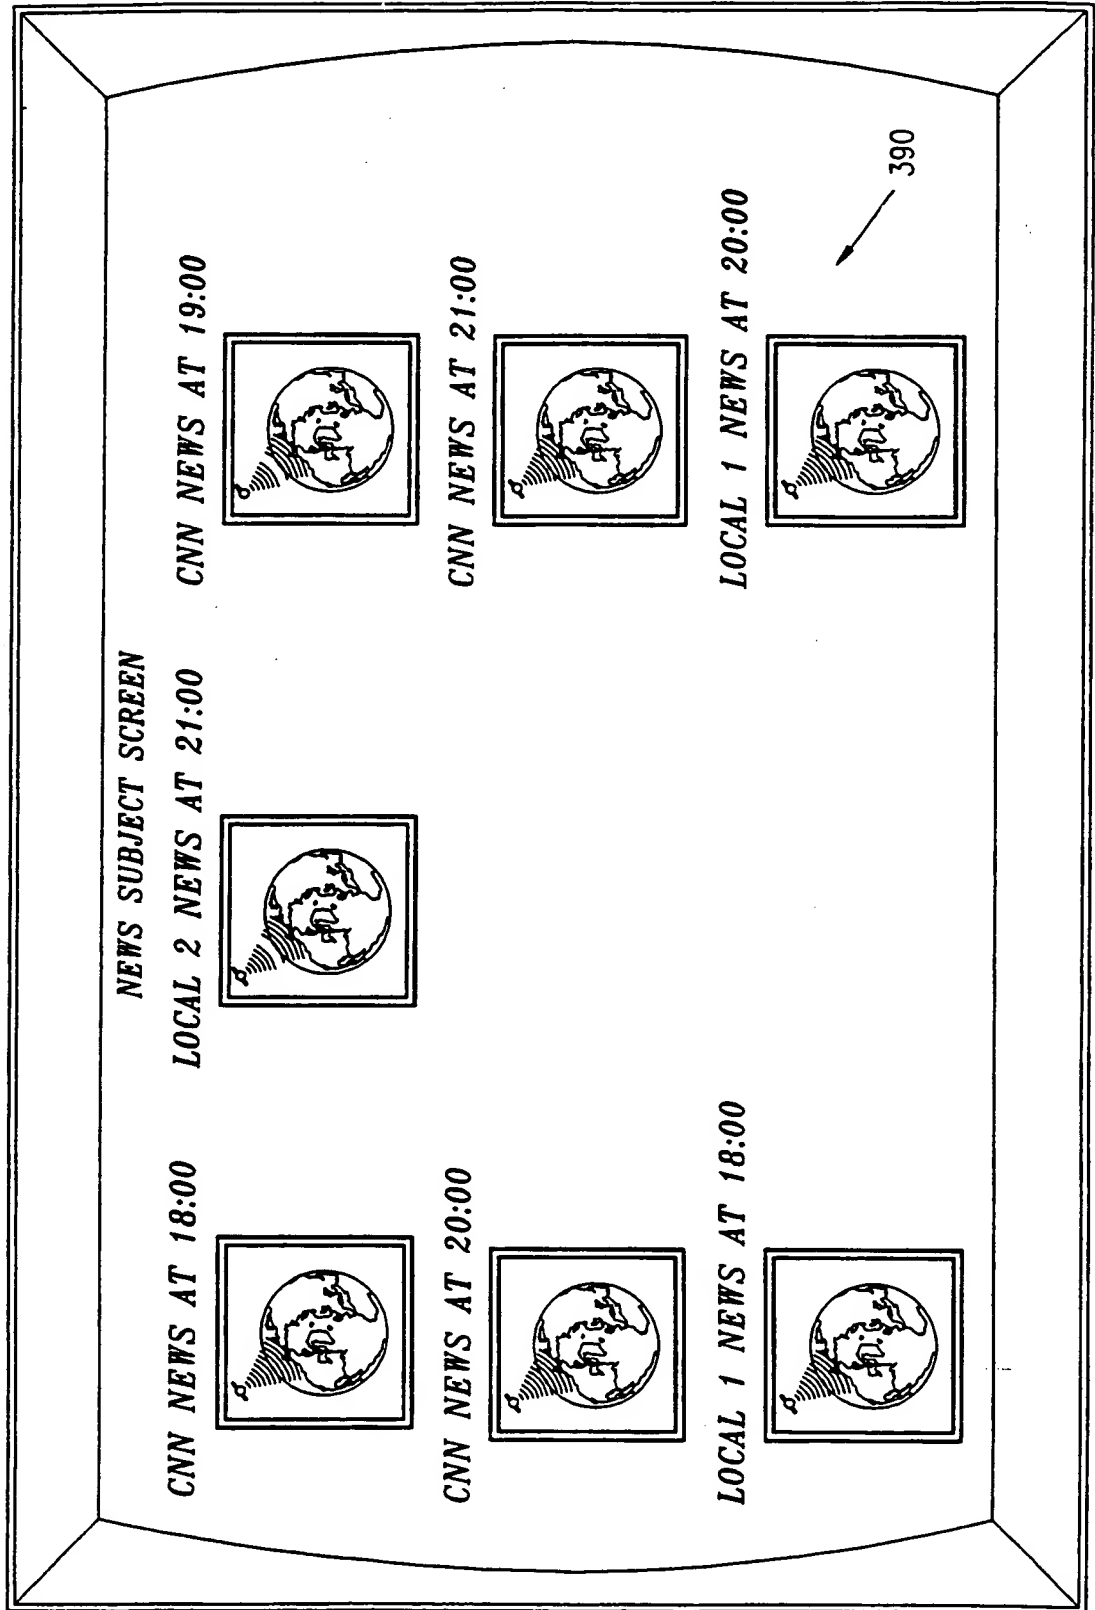 NEWS SUBJECT SCREEN
CNN NEWS AT 18:00
LOCAL 2 NEWS AT 21:00
CNN NEWS AT 19:00
CNN NEWS AT 20:00
CNN NEWS AT 21:00
LOCAL 1 NEWS AT 18:00
LOCAL 1 NEWS AT 20:00
390